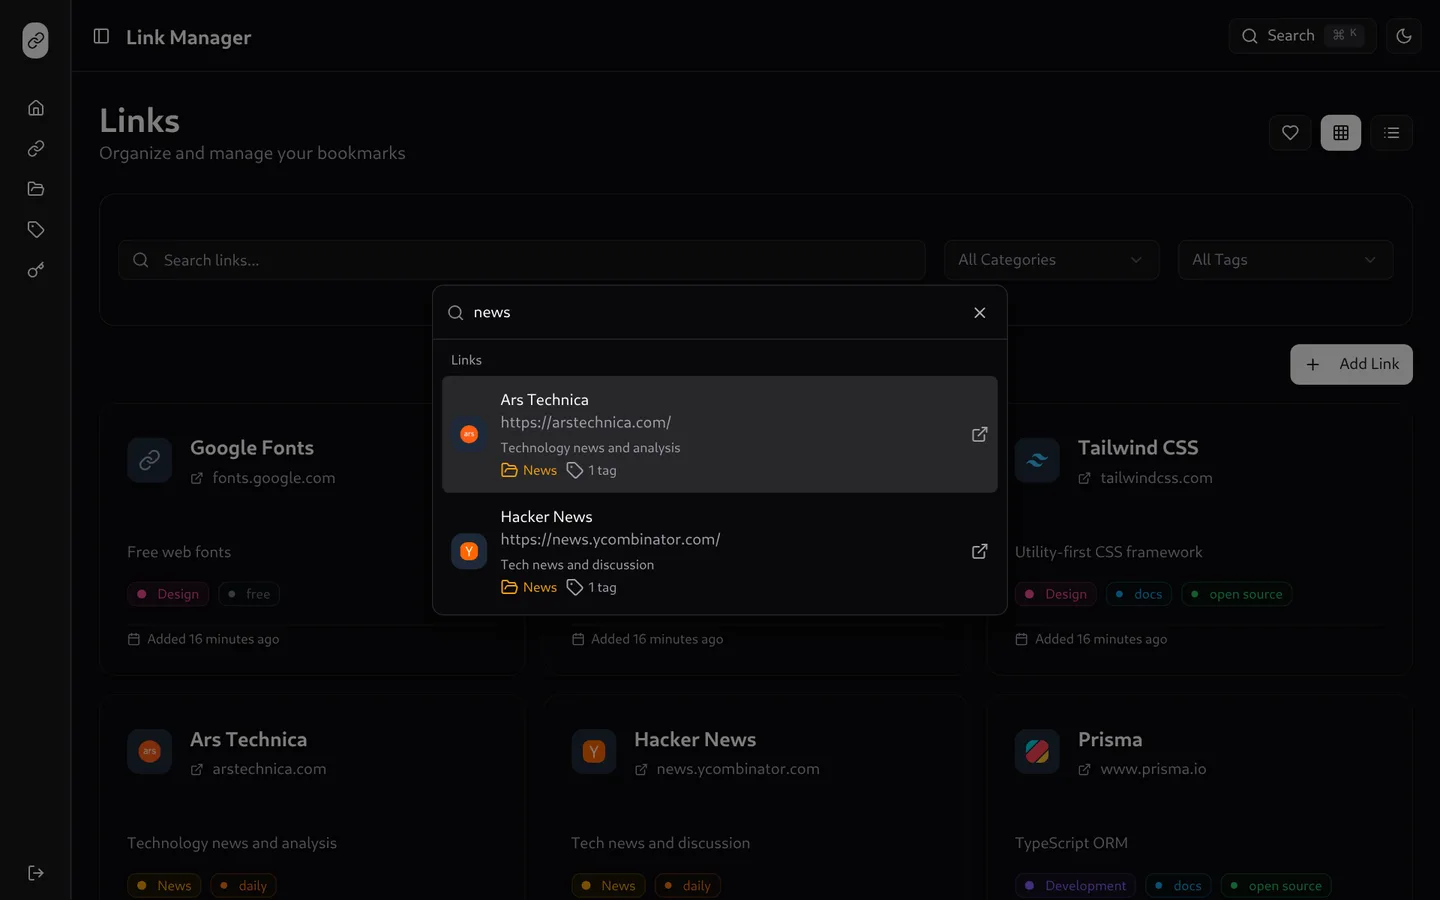 Link Manager
Search ⌘ K
Links
Organize and manage your bookmarks
Search links...
All Categories
All Tags
news
Links
Ars Technica
https://arstechnica.com/
Technology news and analysis
News 1 tag
Hacker News
https://news.ycombinator.com/
Tech news and discussion
News 1 tag
Add Link
Google Fonts
fonts.google.com
Free web fonts
Design free
Added 16 minutes ago
Added 16 minutes ago
Tailwind CSS
tailwindcss.com
Utility-first CSS framework
Design docs open source
Added 16 minutes ago
ars
Ars Technica
arstechnica.com
Technology news and analysis
News daily
Y
Hacker News
news.ycombinator.com
Tech news and discussion
News daily
Prisma
www.prisma.io
TypeScript ORM
Development docs open source